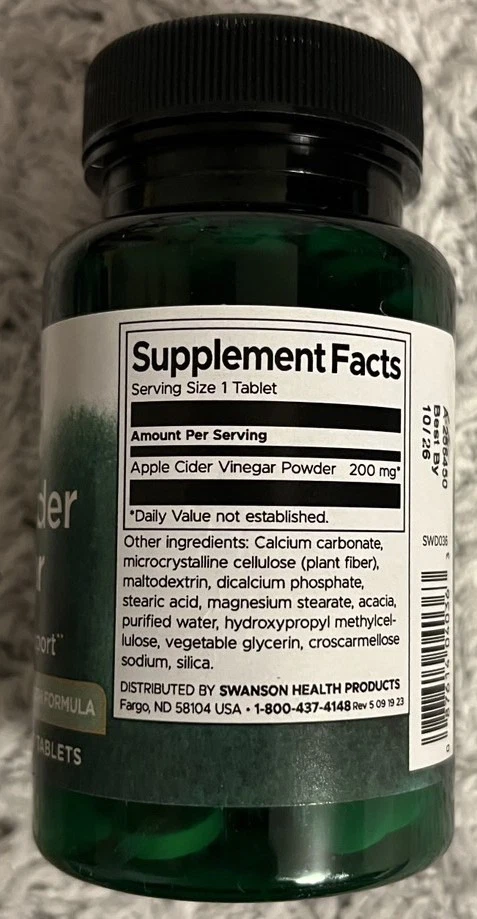 der
r
port**
FORMULA
TABLETS
Supplement Facts
Serving Size 1 Tablet
Amount Per Serving
Apple Cider Vinegar Powder 200 mg*
*Daily Value not established.
Other ingredients: Calcium carbonate,
microcrystalline cellulose (plant fiber),
maltodextrin, dicalcium phosphate,
stearic acid, magnesium stearate, acacia,
purified water, hydroxypropyl methylcel-
lulose, vegetable glycerin, croscarmellose
sodium, silica.
DISTRIBUTED BY SWANSON HEALTH PRODUCTS
Fargo, ND 58104 USA • 1-800-437-4148 Rev 5 09 19 23
Best By
10/26
SWD036